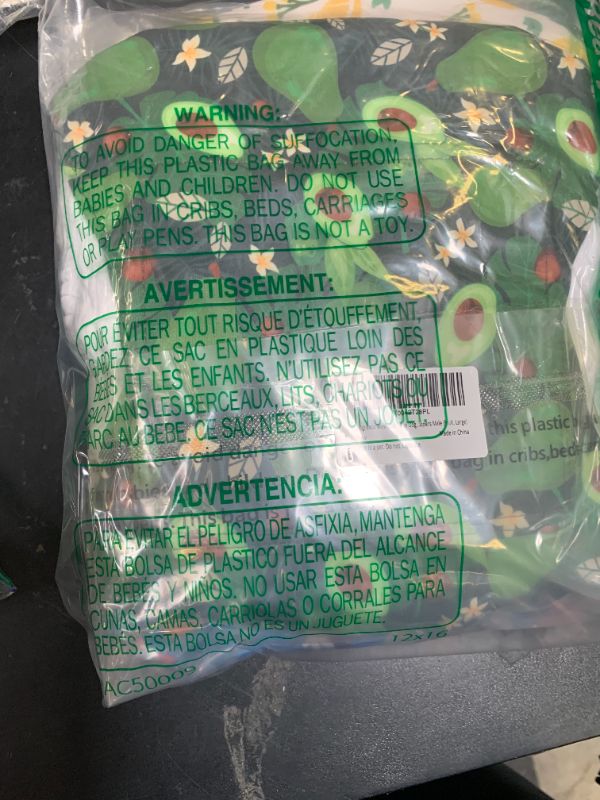 WARNING:
TO AVOID DANGER OF SUFFOCATION,
KEEP THIS PLASTIC BAG AWAY FROM
BABIES AND CHILDREN. DO NOT USE
THIS BAG IN CRIBS, BEDS, CARRIAGES
OR PLAY PENS. THIS BAG IS NOT A TOY.
AVERTISSEMENT:
POUR ÉVITER TOUT RISQUE D'ÉTOUFFEMENT,
GARDEZ CE SAC EN PLASTIQUE LOIN DES
BÉBÉS ET LES ENFANTS. N'UTILISEZ PAS CE
SAC DANS LES BERCEAUX, LITS, CHARIOTS
PARC AU BEBE. CE SAC N'EST PAS UN
Made in China
this plastic
bag in cribs, beds
ADVERTENCIA:
PARA EVITAR EL PELIGRO DE ASFIXIA, MANTENGA
ESTA BOLSA DE PLASTICO FUERA DEL ALCANCE
DE BEBÉS Y NIÑOS. NO USAR ESTA BOLSA EN
CUNAS, CAMAS, CARRIOLAS O CORRALES PARA
BEBES. ESTA BOLSA NO ES UN JUGUETE.
12x16
AC50009